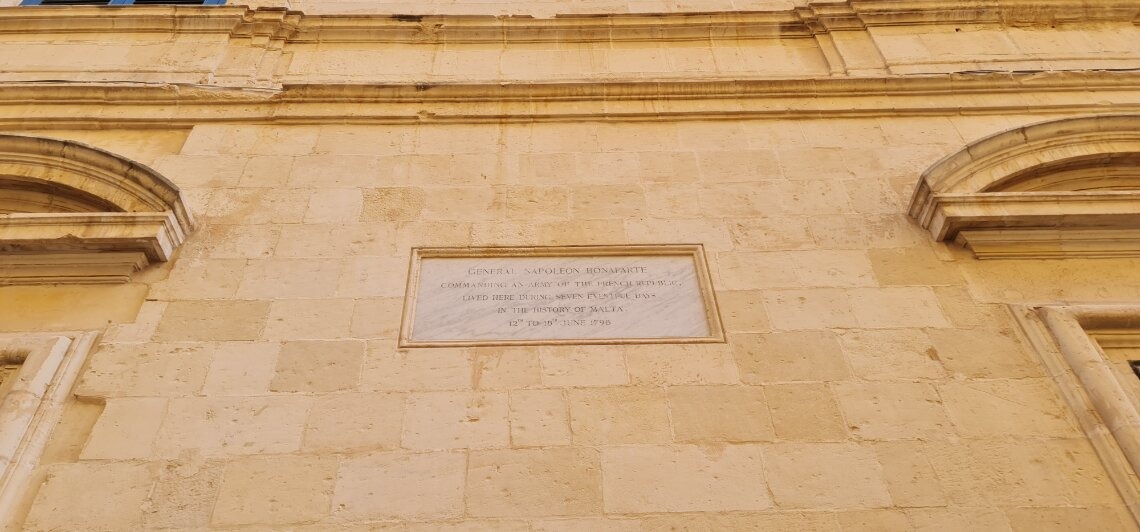 GENERAL NAPOLEON BONAPARTE
COMMANDING AN ARMY OF THE FRENCH REPUBLIC,
LIVED HERE DURING SEVEN EVENTFUL DAYS
IN THE HISTORY OF MALTA.
12TH TO 18TH JUNE 1798